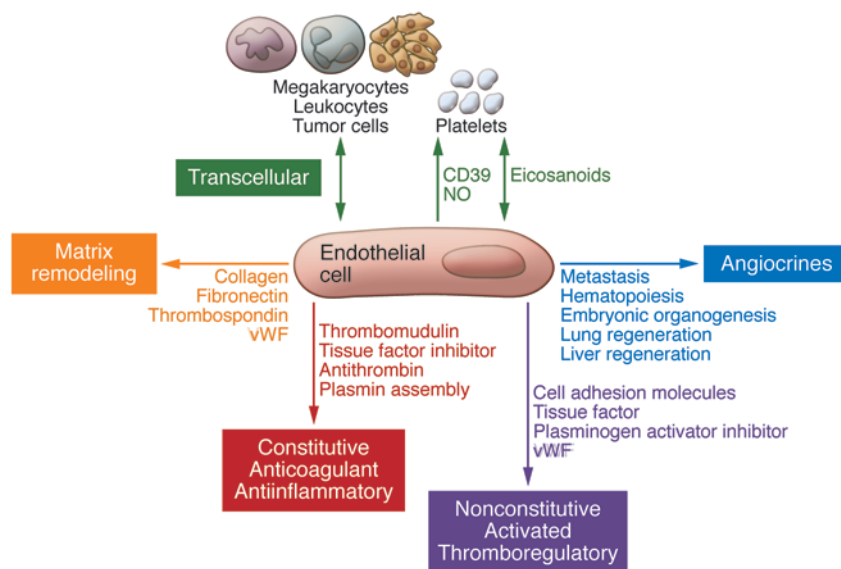 Megakaryocytes
Leukocytes
Tumor cells
Platelets
Transcellular
CD39
NO
Eicosanoids
Endothelial
cell
Matrix
remodeling
Collagen
Fibronectin
Thrombospondin
vWF
Angiocrines
Metastasis
Hematopoiesis
Embryonic organogenesis
Lung regeneration
Liver regeneration
Thrombomudulin
Tissue factor inhibitor
Antithrombin
Plasmin assembly
Cell adhesion molecules
Tissue factor
Plasminogen activator inhibitor
vWF
Constitutive
Anticoagulant
Antiinflammatory
Nonconstitutive
Activated
Thromboregulatory